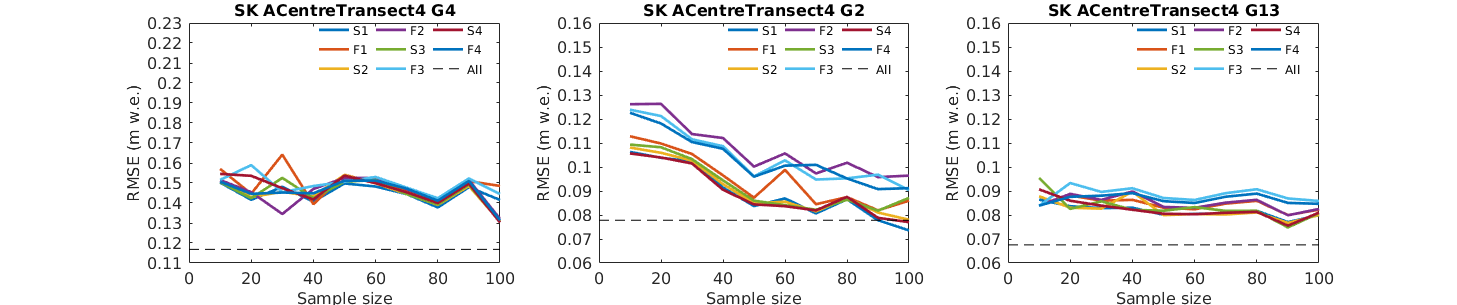 SK ACentreTransect4 G4
RMSE (m w.e.)
0.23
0.22
0.21
0.2
0.19
0.18
0.17
0.16
0.15
0.14
0.13
0.12
0.11
0 20 40 60 80 100
Sample size
S1 F2 S4
F1 S3 F4
S2 F3 All
SK ACentreTransect4 G2
RMSE (m w.e.)
0.16
0.15
0.14
0.13
0.12
0.11
0.1
0.09
0.08
0.07
0.06
0 20 40 60 80 100
Sample size
S1 F2 S4
F1 S3 F4
S2 F3 All
SK ACentreTransect4 G13
RMSE (m w.e.)
0.16
0.15
0.14
0.13
0.12
0.11
0.1
0.09
0.08
0.07
0.06
0 20 40 60 80 100
Sample size
S1 F2 S4
F1 S3 F4
S2 F3 All